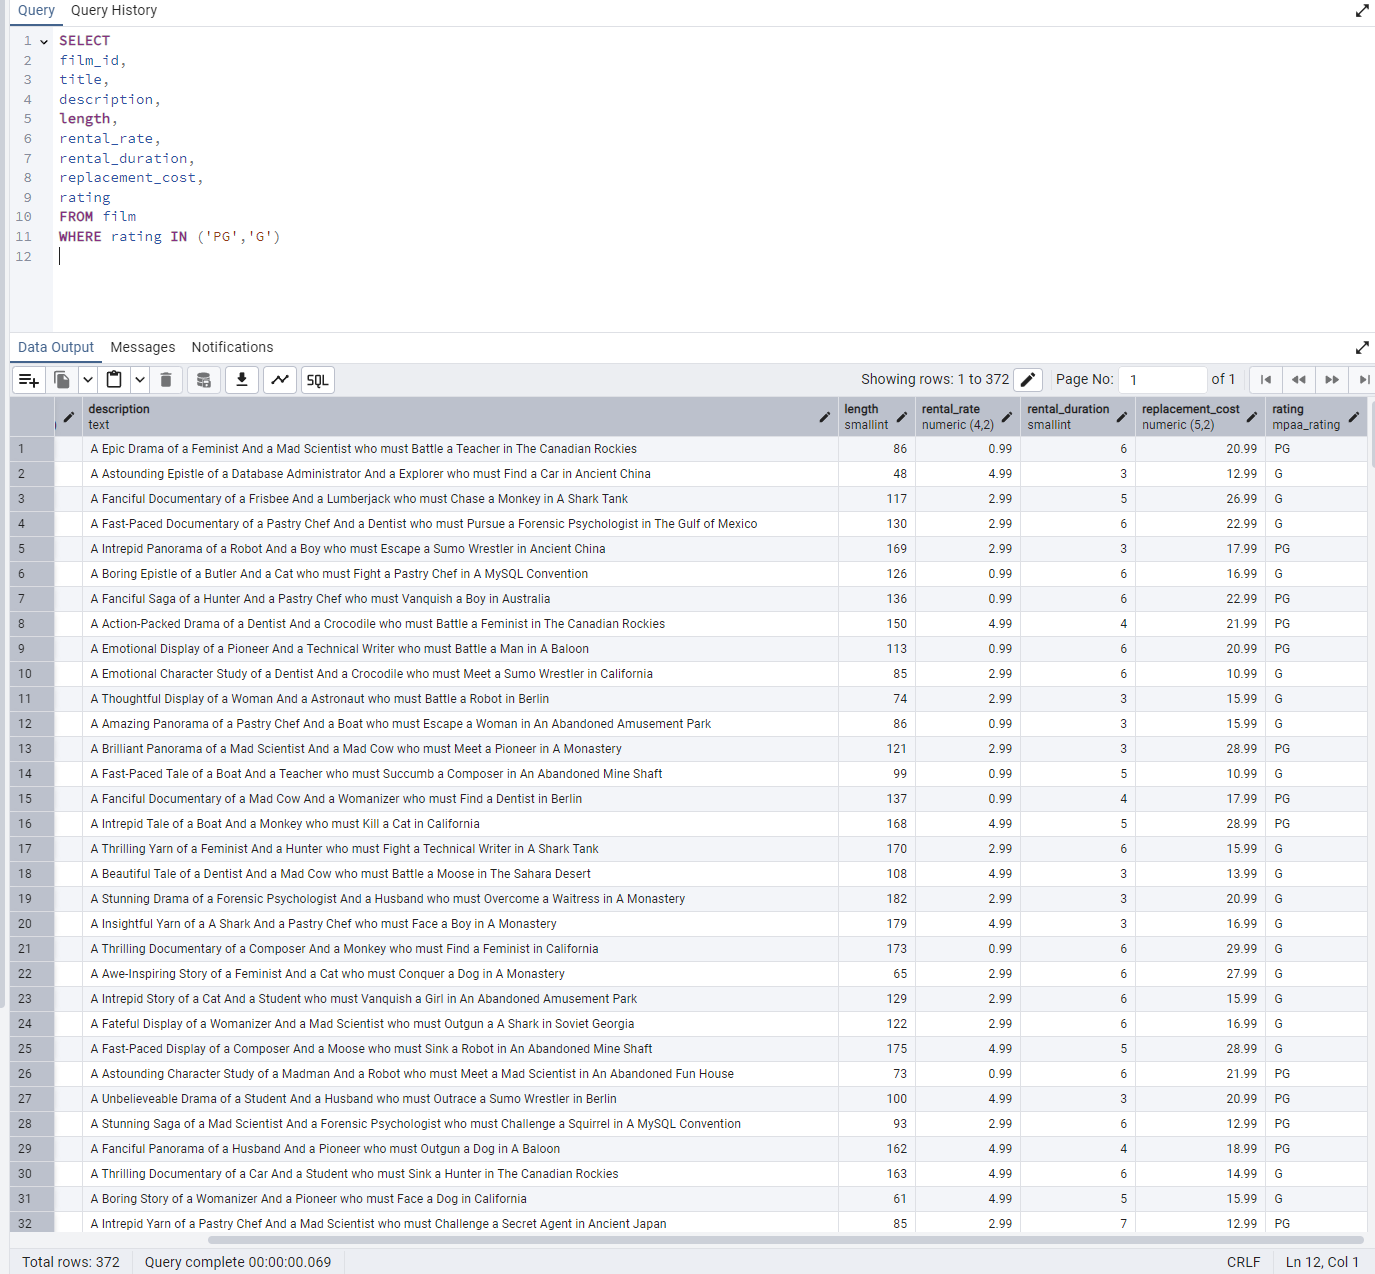 Query Query History
1 SELECT
2 film_id,
3 title,
4 description,
5 length,
6 rental_rate,
7 rental_duration,
8 replacement_cost,
9 rating
10 FROM film
11 WHERE rating IN ('PG','G')
12
Data Output Messages Notifications
SQL Showing rows: 1 to 372 Page No: 1 of 1
description length rental_rate rental_duration replacement_cost rating
) text smallint numeric (4,2) smallint numeric (5,2) mpaa_rating
1 A Epic Drama of a Feminist And a Mad Scientist who must Battle a Teacher in The Canadian Rockies 86 0.99 6 20.99 PG
2 A Astounding Epistle of a Database Administrator And a Explorer who must Find a Car in Ancient China 48 4.99 3 12.99 G
3 A Fanciful Documentary of a Frisbee And a Lumberjack who must Chase a Monkey in A Shark Tank 117 2.99 5 26.99 G
4 A Fast-Paced Documentary of a Pastry Chef And a Dentist who must Pursue a Forensic Psychologist in The Gulf of Mexico 130 2.99 6 22.99 G
5 A Intrepid Panorama of a Robot And a Boy who must Escape a Sumo Wrestler in Ancient China 169 2.99 3 17.99 PG
6 A Boring Epistle of a Butler And a Cat who must Fight a Pastry Chef in A MySQL Convention 126 0.99 6 16.99 G
7 A Fanciful Saga of a Hunter And a Pastry Chef who must Vanquish a Boy in Australia 136 0.99 6 22.99 PG
8 A Action-Packed Drama of a Dentist And a Crocodile who must Battle a Feminist in The Canadian Rockies 150 4.99 4 21.99 PG
9 A Emotional Display of a Pioneer And a Technical Writer who must Battle a Man in A Baloon 113 0.99 6 20.99 PG
10 A Emotional Character Study of a Dentist And a Crocodile who must Meet a Sumo Wrestler in California 85 2.99 6 10.99 G
11 A Thoughtful Display of a Woman And a Astronaut who must Battle a Robot in Berlin 74 2.99 3 15.99 G
12 A Amazing Panorama of a Pastry Chef And a Boat who must Escape a Woman in An Abandoned Amusement Park 86 0.99 3 15.99 G
13 A Brilliant Panorama of a Mad Scientist And a Mad Cow who must Meet a Pioneer in A Monastery 121 2.99 3 28.99 PG
14 A Fast-Paced Tale of a Boat And a Teacher who must Succumb a Composer in An Abandoned Mine Shaft 99 0.99 5 10.99 G
15 A Fanciful Documentary of a Mad Cow And a Womanizer who must Find a Dentist in Berlin 137 0.99 4 17.99 PG
16 A Intrepid Tale of a Boat And a Monkey who must Kill a Cat in California 168 4.99 5 28.99 PG
17 A Thrilling Yarn of a Feminist And a Hunter who must Fight a Technical Writer in A Shark Tank 170 2.99 6 15.99 G
18 A Beautiful Tale of a Dentist And a Mad Cow who must Battle a Moose in The Sahara Desert 108 4.99 3 13.99 G
19 A Stunning Drama of a Forensic Psychologist And a Husband who must Overcome a Waitress in A Monastery 182 2.99 3 20.99 G
20 A Insightful Yarn of a A Shark And a Pastry Chef who must Face a Boy in A Monastery 179 4.99 3 16.99 G
21 A Thrilling Documentary of a Composer And a Monkey who must Find a Feminist in California 173 0.99 6 29.99 G
22 A Awe-Inspiring Story of a Feminist And a Cat who must Conquer a Dog in A Monastery 65 2.99 6 27.99 G
23 A Intrepid Story of a Cat And a Student who must Vanquish a Girl in An Abandoned Amusement Park 129 2.99 6 15.99 G
24 A Fateful Display of a Womanizer And a Mad Scientist who must Outgun a A Shark in Soviet Georgia 122 2.99 6 16.99 G
25 A Fast-Paced Display of a Composer And a Moose who must Sink a Robot in An Abandoned Mine Shaft 175 4.99 5 28.99 G
26 A Astounding Character Study of a Madman And a Robot who must Meet a Mad Scientist in An Abandoned Fun House 73 0.99 6 21.99 PG
27 A Unbelieveable Drama of a Student And a Husband who must Outrace a Sumo Wrestler in Berlin 100 4.99 3 20.99 PG
28 A Stunning Saga of a Mad Scientist And a Forensic Psychologist who must Challenge a Squirrel in A MySQL Convention 93 2.99 6 12.99 PG
29 A Fanciful Panorama of a Husband And a Pioneer who must Outgun a Dog in A Baloon 162 4.99 4 18.99 PG
30 A Thrilling Documentary of a Car And a Student who must Sink a Hunter in The Canadian Rockies 163 4.99 6 14.99 G
31 A Boring Story of a Womanizer And a Pioneer who must Face a Dog in California 61 4.99 5 15.99 G
32 A Intrepid Yarn of a Pastry Chef And a Mad Scientist who must Challenge a Secret Agent in Ancient Japan 85 2.99 7 12.99 PG
Total rows: 372 Query complete 00:00:00.069 CRLF Ln 12, Col 1